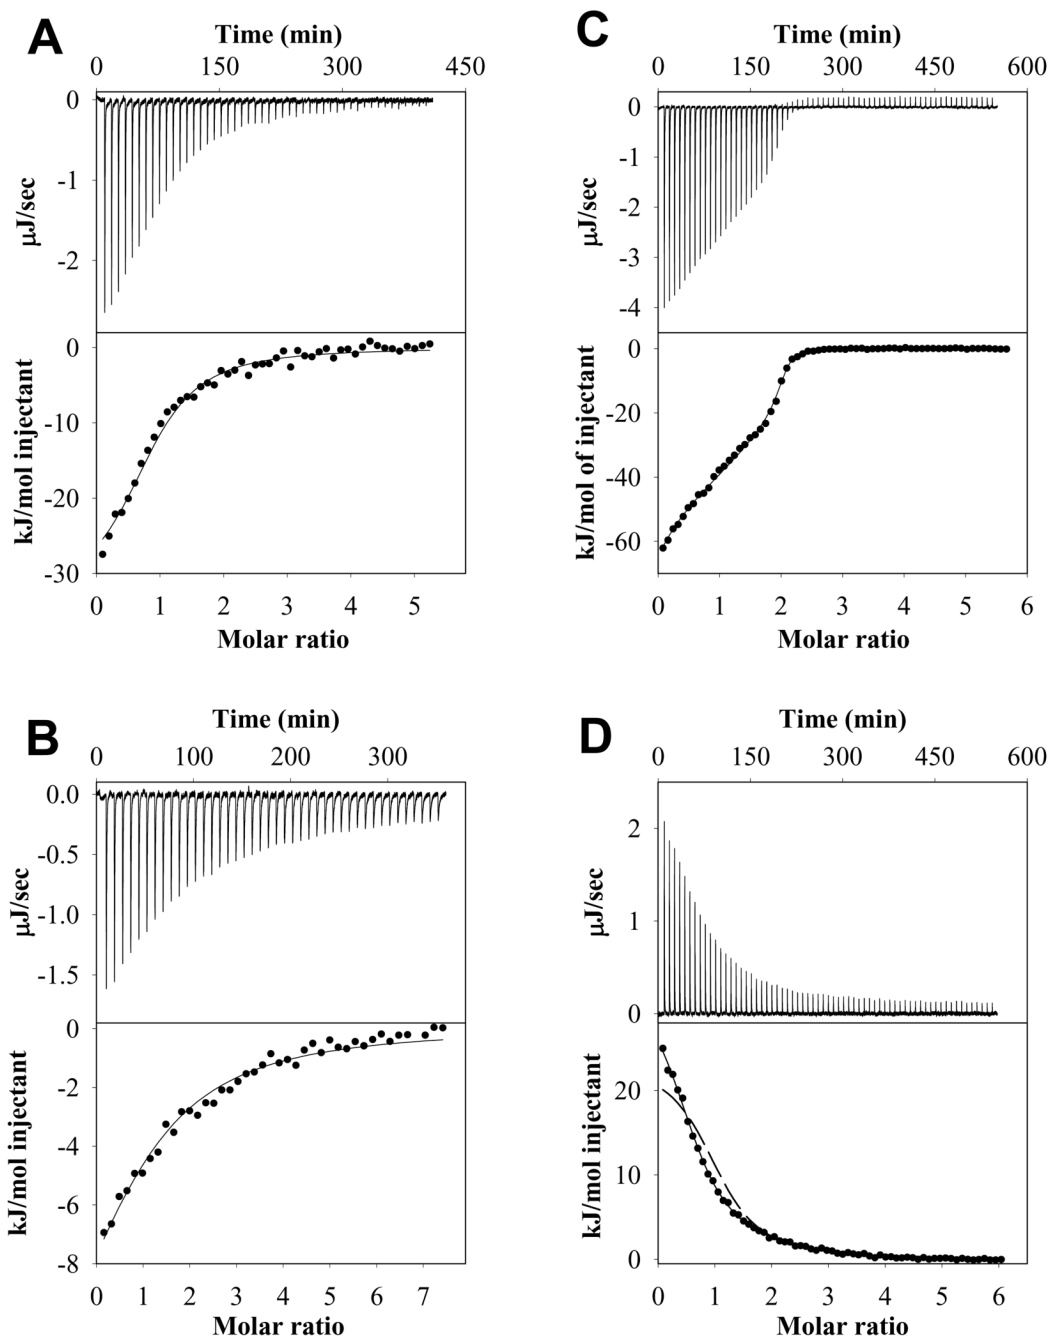 A
Time (min)
0 150 300 450
0
-1
-2
µJ/sec
0
-10
-20
-30
kJ/mol injectant
0 1 2 3 4 5
Molar ratio
C
Time (min)
0 150 300 450 600
0
-1
-2
-3
-4
µJ/sec
0
-20
-40
-60
kJ/mol of injectant
0 1 2 3 4 5 6
Molar ratio
B
Time (min)
0 100 200 300
0.0
-0.5
-1.0
-1.5
µJ/sec
0
-2
-4
-6
-8
kJ/mol injectant
0 1 2 3 4 5 6 7
Molar ratio
D
Time (min)
0 150 300 450 600
2
1
0
µJ/sec
20
10
0
kJ/mol injectant
0 1 2 3 4 5 6
Molar ratio